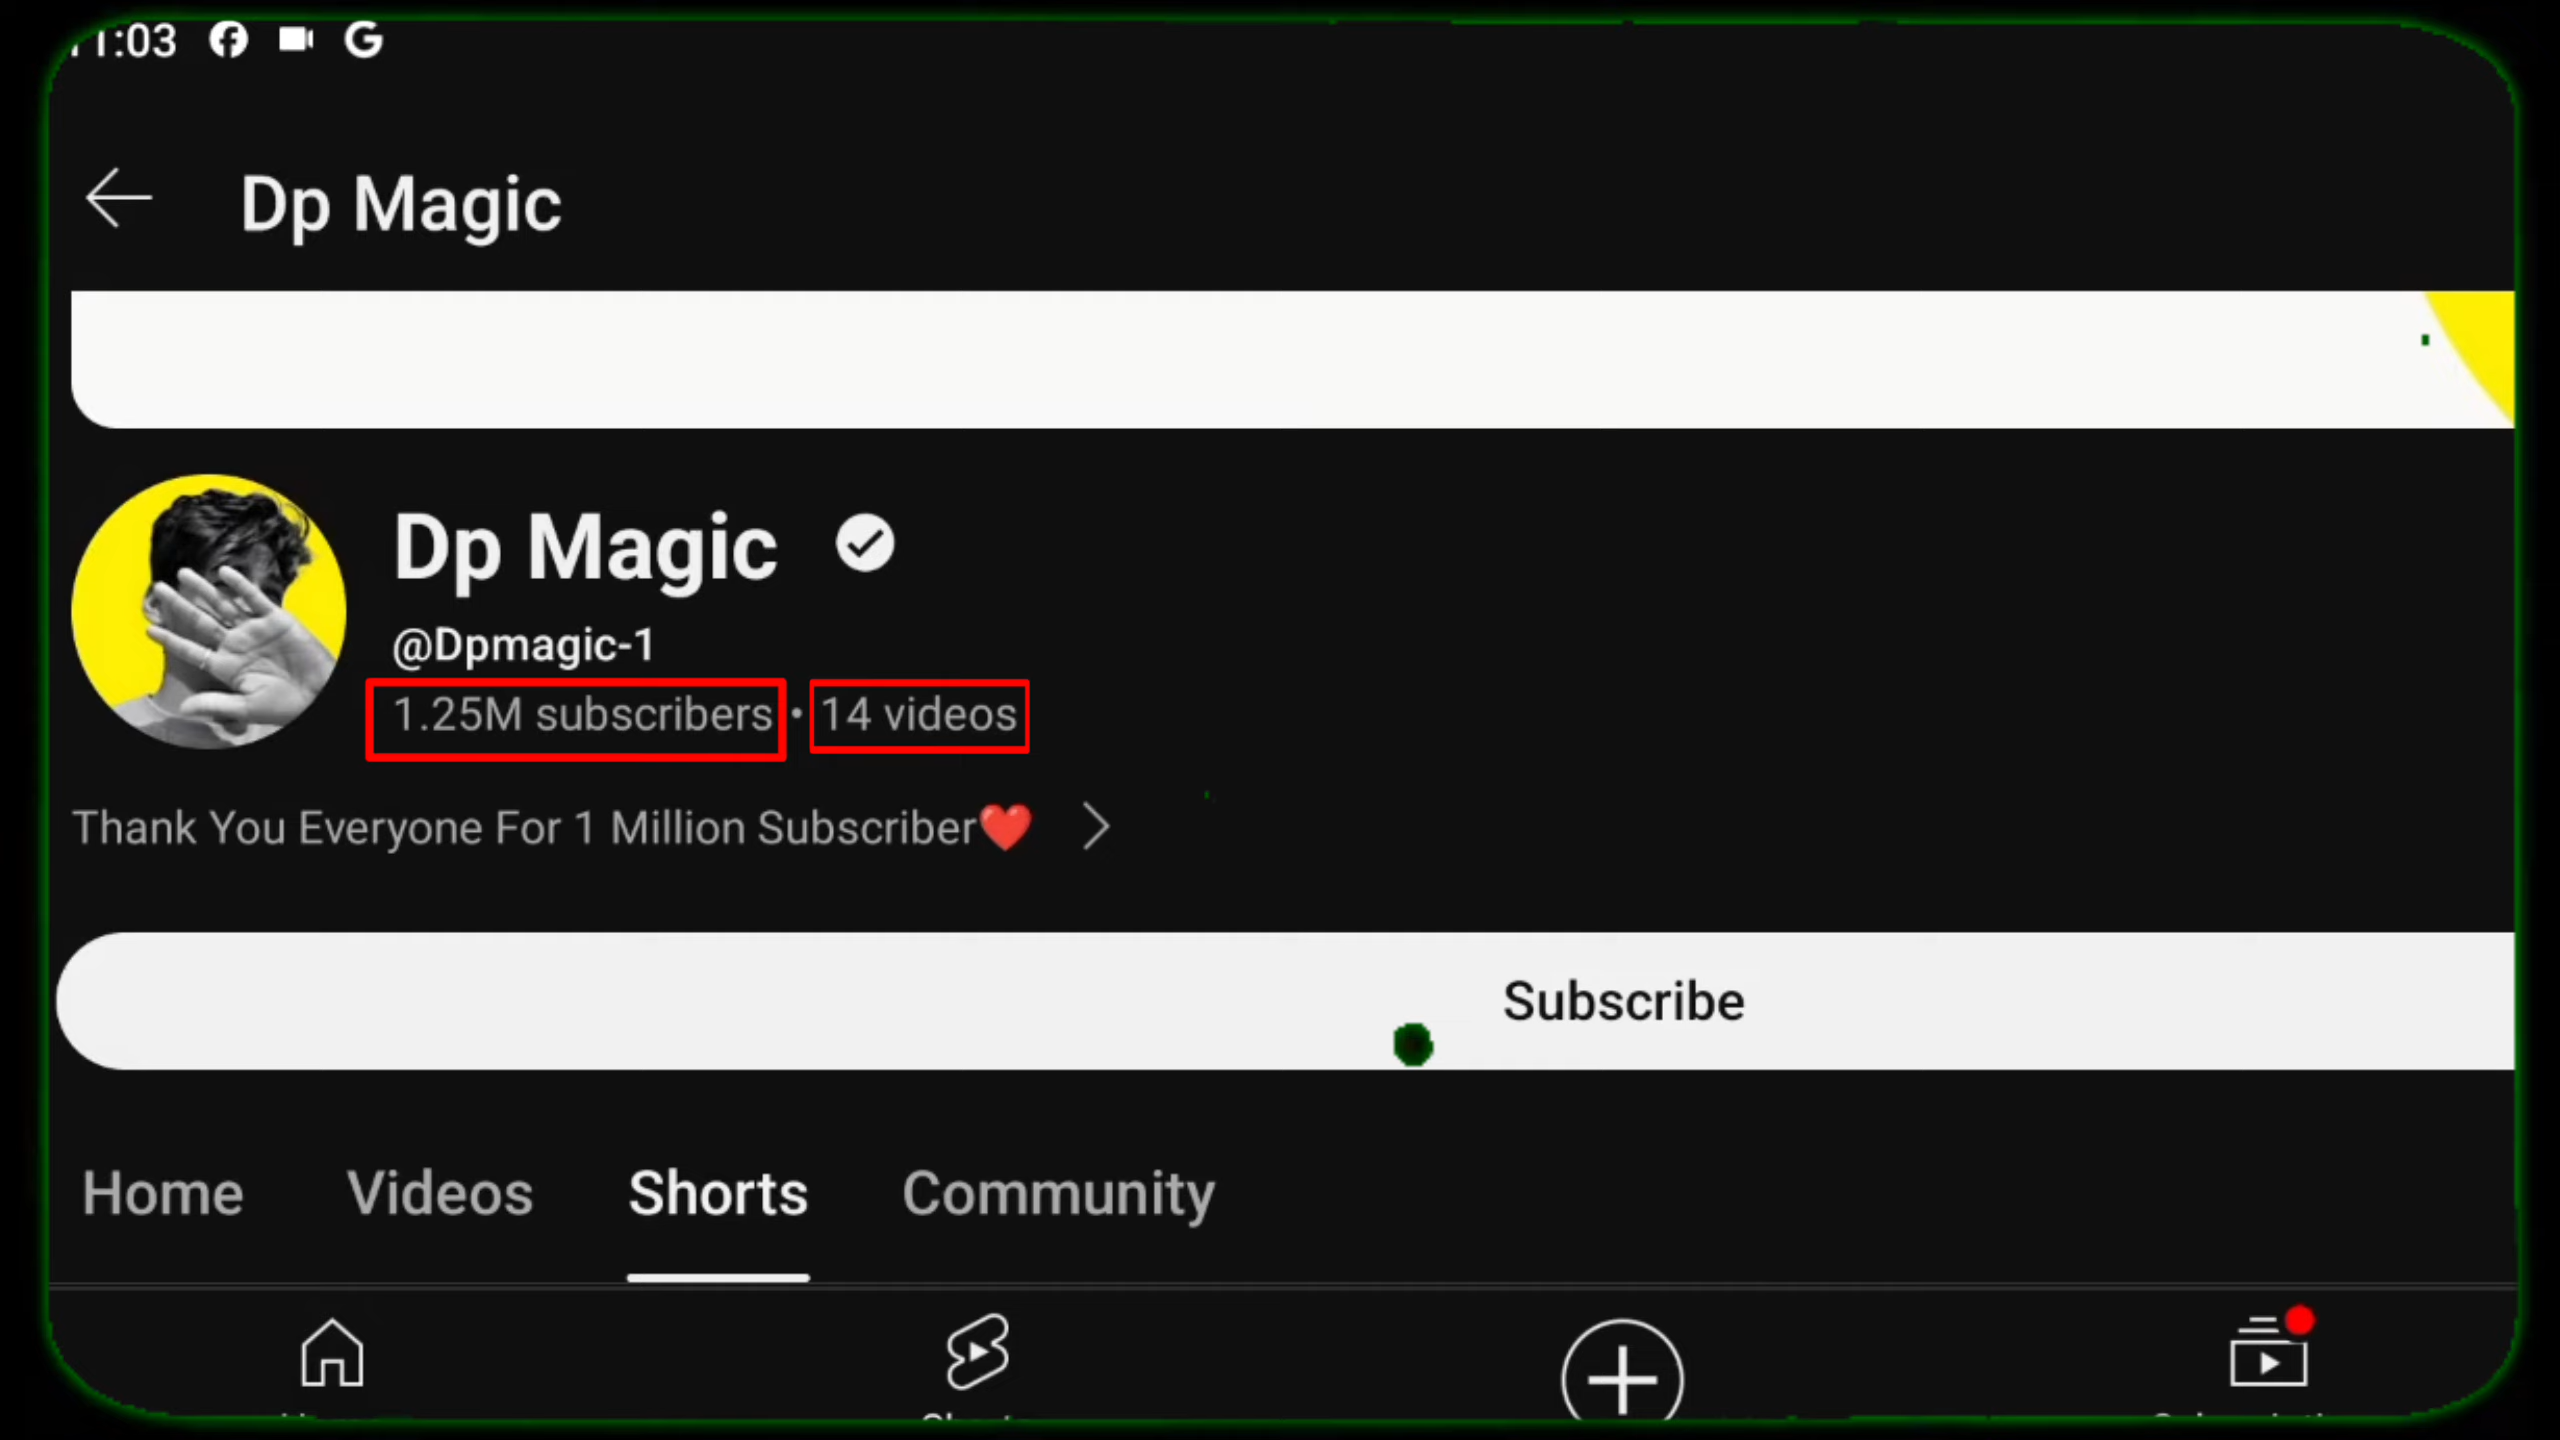 11:03
Dp Magic
Dp Magic
@Dpmagic-1
1.25M subscribers • 14 videos
Thank You Everyone For 1 Million Subscriber❤️
Subscribe
Home Videos Shorts Community